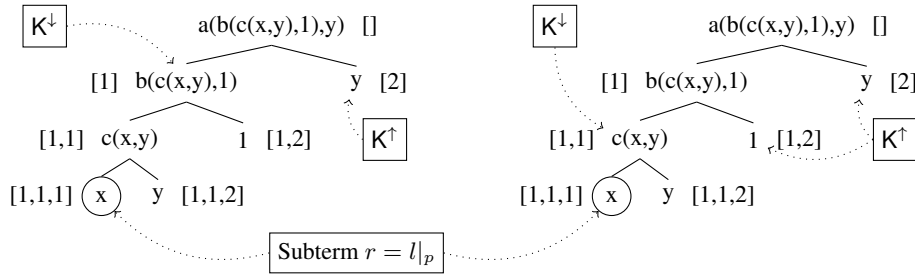 K↓ a(b(c(x,y),1),y) [] K↓ a(b(c(x,y),1),y) []
[1] b(c(x,y),1) y [2] [1] b(c(x,y),1) y [2]
[1,1] c(x,y) 1 [1,2] K↑ [1,1] c(x,y) 1 [1,2] K↑
[1,1,1] x y [1,1,2] [1,1,1] x y [1,1,2]
Subterm r = l|p